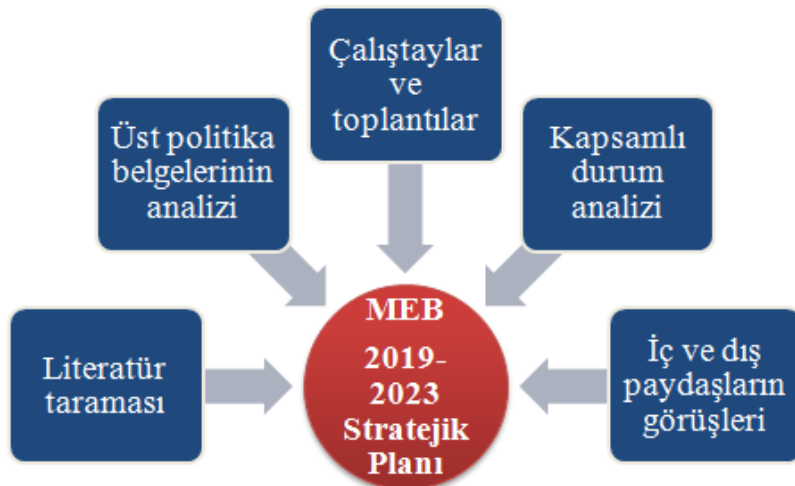 Çalıştaylar
ve
toplantılar
Üst politika
belgelerinin
analizi
Kapsamlı
durum
analizi
Literatür
taraması
MEB
2019-
2023
Stratejik
Planı
İç ve dış
paydaşların
görüşleri